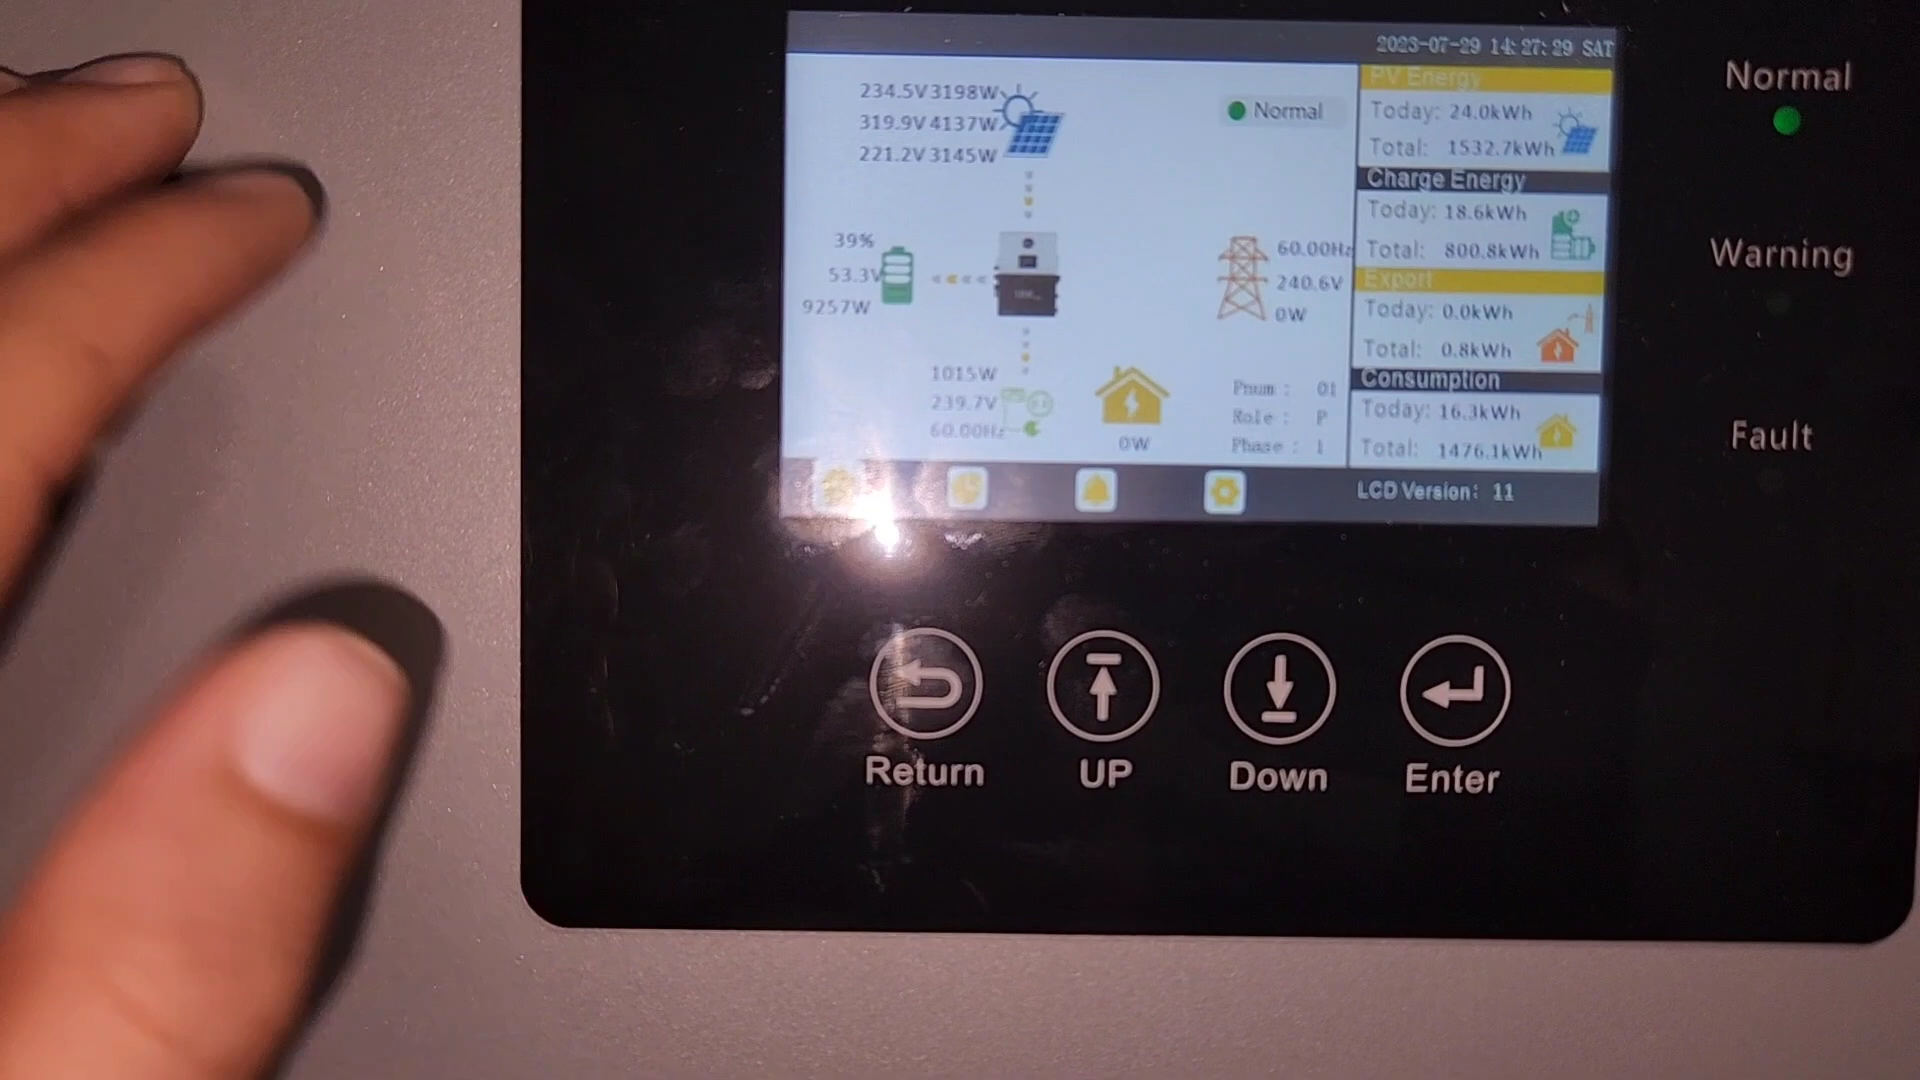 2023-07-29 14:27:29 SAT
234.5V 3198W
319.9V 4137W
221.2V 3145W
Normal
39%
53.3V
9257W
60.00Hz
240.6V
0W
1015W
239.7V
60.00Hz
0W
Pnum : 01
Role : P
Phase : 1
PV Energy
Today: 24.0kWh
Total: 1532.7kWh
Charge Energy
Today: 18.6kWh
Total: 800.8kWh
Export
Today: 0.0kWh
Total: 0.8kWh
Consumption
Today: 16.3kWh
Total: 1476.1kWh
LCD Version: 11
Normal
Warning
Fault
Return
UP
Down
Enter